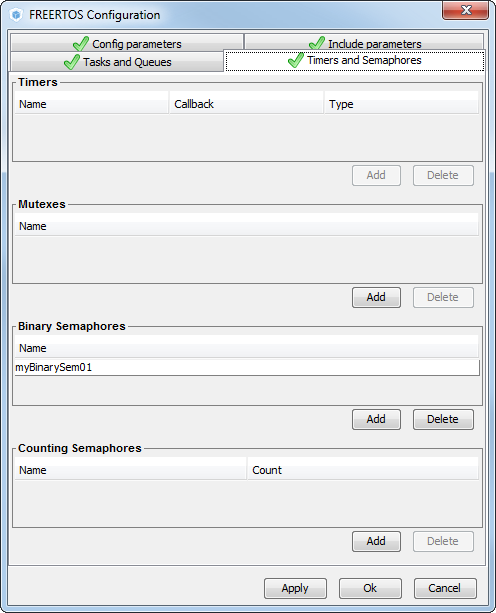 FREERTOS Configuration
Config parameters
Include parameters
Tasks and Queues
Timers and Semaphores
Timers
Name Callback Type
Add Delete
Mutexes
Name
Add Delete
Binary Semaphores
Name
myBinarySem01
Add Delete
Counting Semaphores
Name Count
Add Delete
Apply Ok Cancel